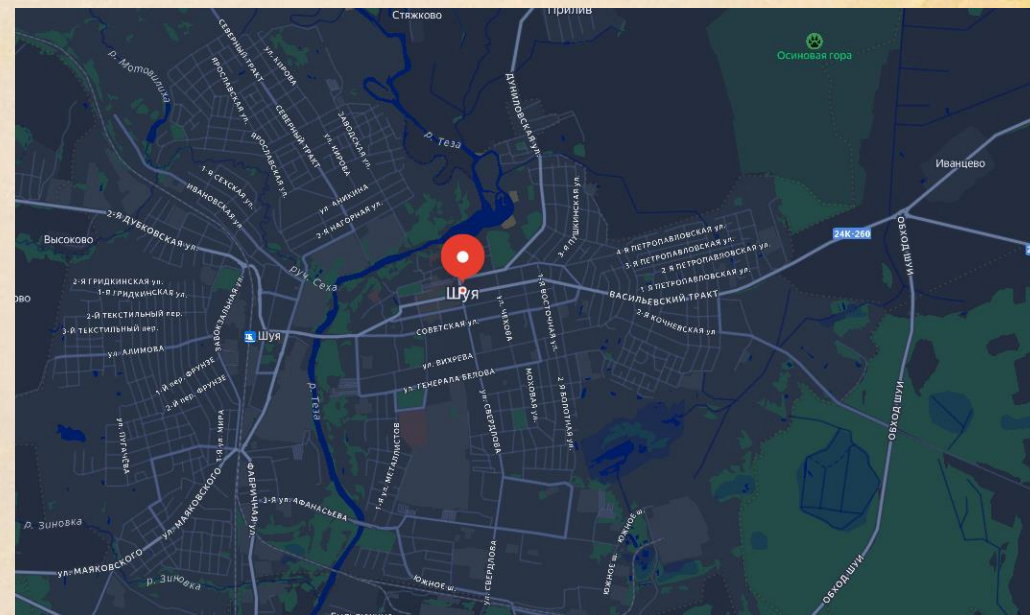 Стяжково
Прилив
Осиновая гора
р. Мотовилиха
СЕВЕРНЫЙ ТРАКТ
ул. КИРОВА
ЯРОСЛАВСКАЯ ул.
СЕВЕРНЫЙ ТРАКТ
ЗАВОДСКАЯ ул.
ул. КИРОВА
ЯРОСЛАВСКАЯ ул.
р. Теза
ДУНИЛОВСКАЯ ул.
Иванцево
1-Я СЕХСКАЯ ул.
ИВАНОВСКАЯ ул.
ул. АНИКИНА
2-Я НАГОРНАЯ ул.
3-Я ПУШКИНСКАЯ ул.
2-Я ДУБКОВСКАЯ ул.
Высоково
24К-260
ОБХОД ШУИ
4-Я ПЕТРОПАВЛОВСКАЯ ул.
3-Я ПЕТРОПАВЛОВСКАЯ ул.
2-Я ПЕТРОПАВЛОВСКАЯ ул.
1-Я ПЕТРОПАВЛОВСКАЯ ул.
руч. Сеха
2-Я ГРИДКИНСКАЯ ул.
1-Я ГРИДКИНСКАЯ ул.
ово
Шуя
ВАСИЛЬЕВСКИЙ ТРАКТ
2-Й ТЕКСТИЛЬНЫЙ пер.
3-Й ТЕКСТИЛЬНЫЙ пер.
ЗАВОКЗАЛЬНАЯ ул.
Шуя
СОВЕТСКАЯ ул.
ул. ЧЕХОВА
1-Я ВОСТОЧНАЯ ул.
2-Я КОЧНЕВСКАЯ ул.
ул. АЛИМОВА
1-Й пер. ФРУНЗЕ
2-Й пер. ФРУНЗЕ
ул. ВИХРЕВА
ул. ГЕНЕРАЛА БЕЛОВА
р. Теза
МОХОВАЯ ул.
2-Я БОЛОТНАЯ ул.
ул. СВЕРДЛОВА
ОБХОД ШУИ
ул. ПУГАЧЁВА
1-Я ул. МИРА
1-Я ул. МЕТАЛЛИСТОВ
ул. МАЯКОВСКОГО
ФАБРИЧНАЯ ул.
3-Я ул. АФАНАСЬЕВА
р. Зиновка
ЮЖНОЕ ш.
ул. МАЯКОВСКОГО
р. Зиновка
ЮЖНОЕ ш.
ул. СВЕРДЛОВА
ЮЖНОЕ ш.
ОБХОД ШУИ